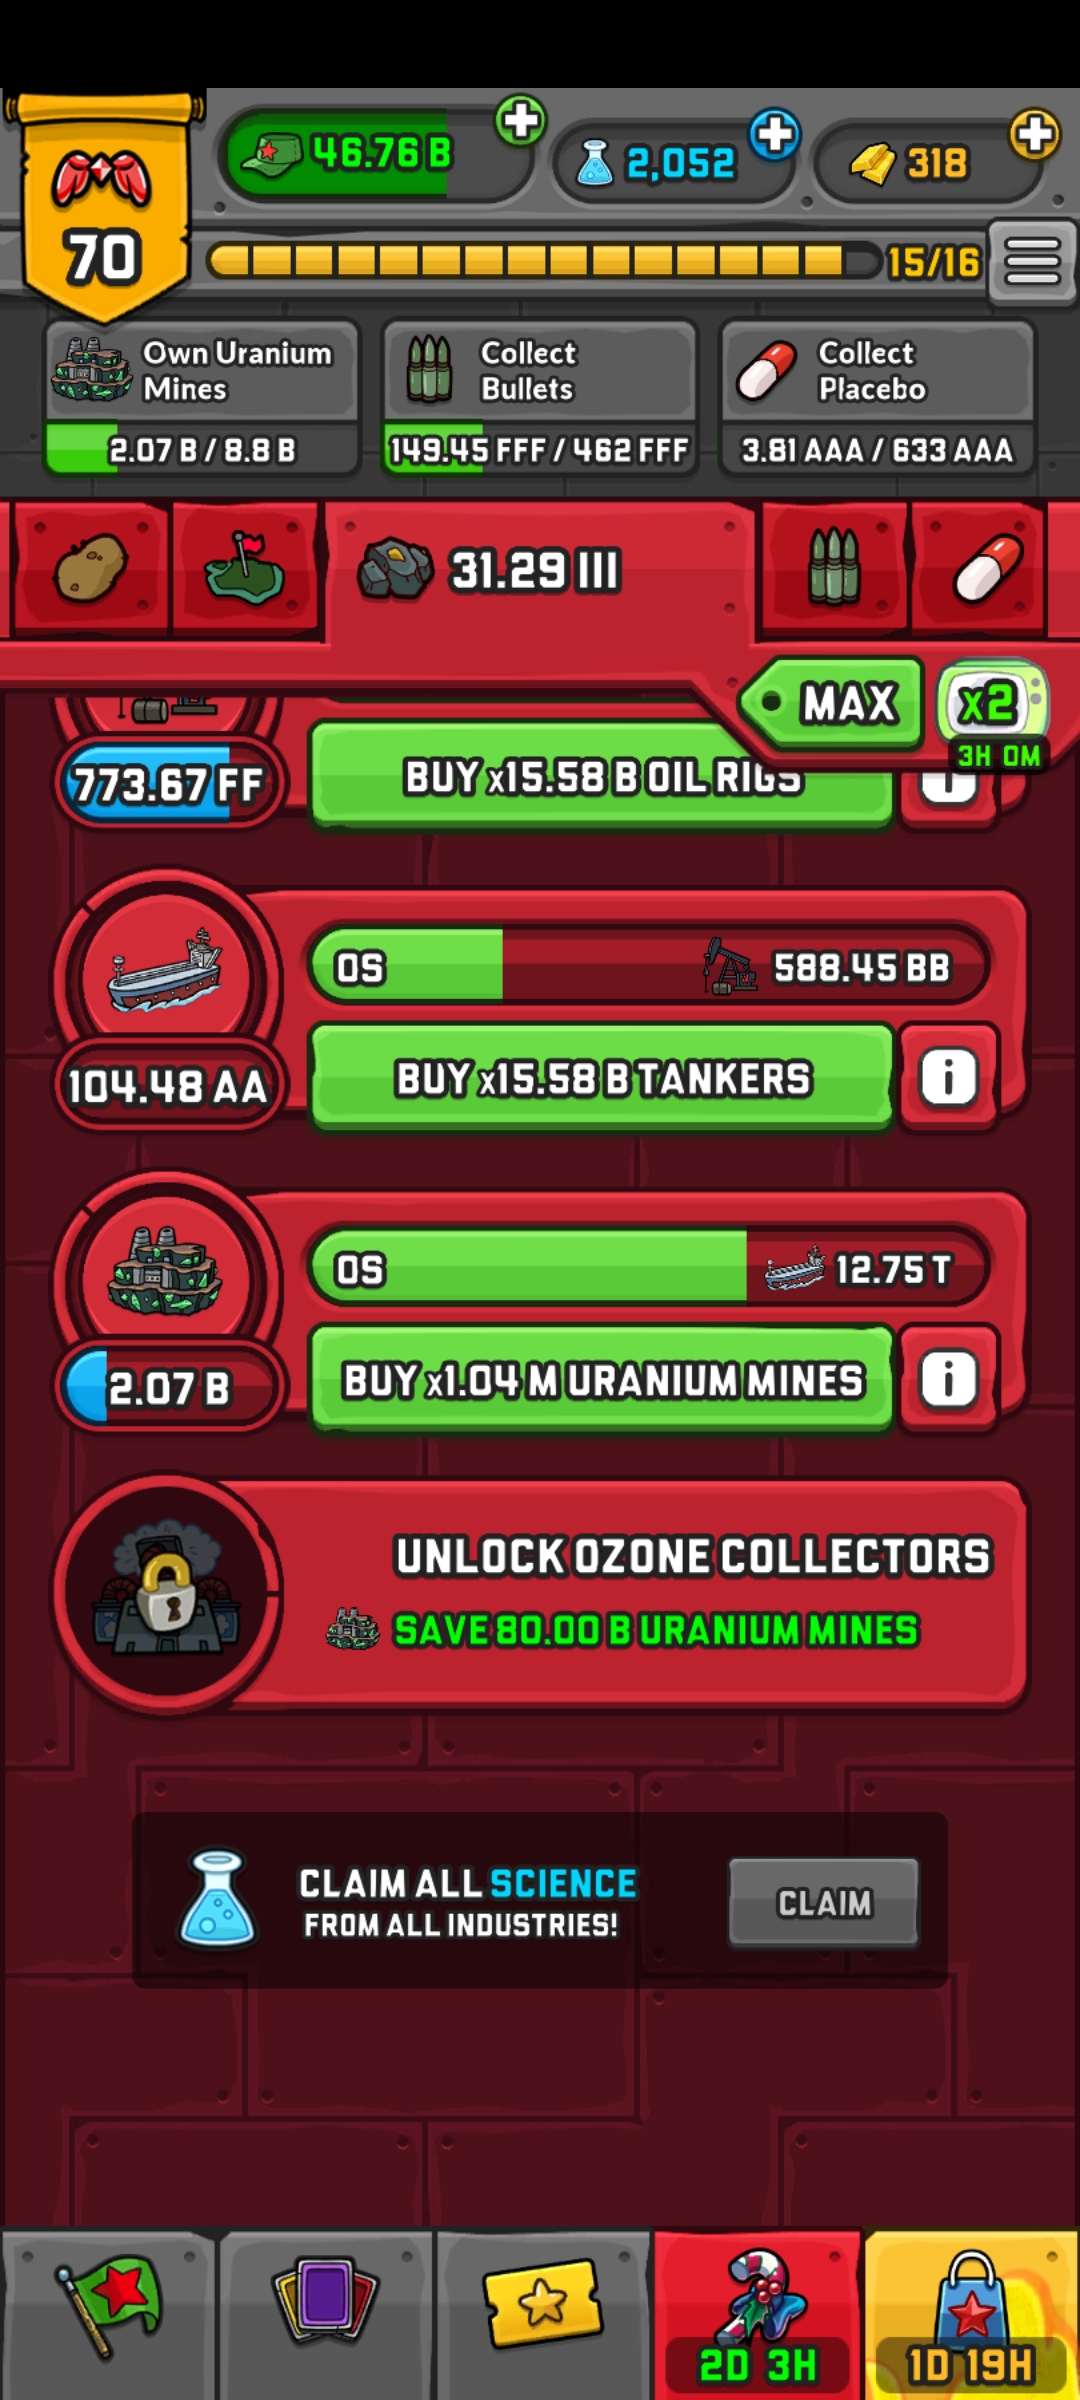 46.76 B
2,052
318
70
15/16
Own Uranium
Mines
2.07 B / 8.8 B
Collect
Bullets
149.45 FFF / 462 FFF
Collect
Placebo
3.81 AAA / 633 AAA
31.29 III
MAX
x2
3H 0M
773.67 FF
BUY x15.58 B OIL RIGS
i
0S
588.45 BB
104.48 AA
BUY x15.58 B TANKERS
i
0S
12.75 T
2.07 B
BUY x1.04 M URANIUM MINES
i
UNLOCK OZONE COLLECTORS
SAVE 80.00 B URANIUM MINES
CLAIM ALL SCIENCE
FROM ALL INDUSTRIES!
CLAIM
2D 3H
1D 19H